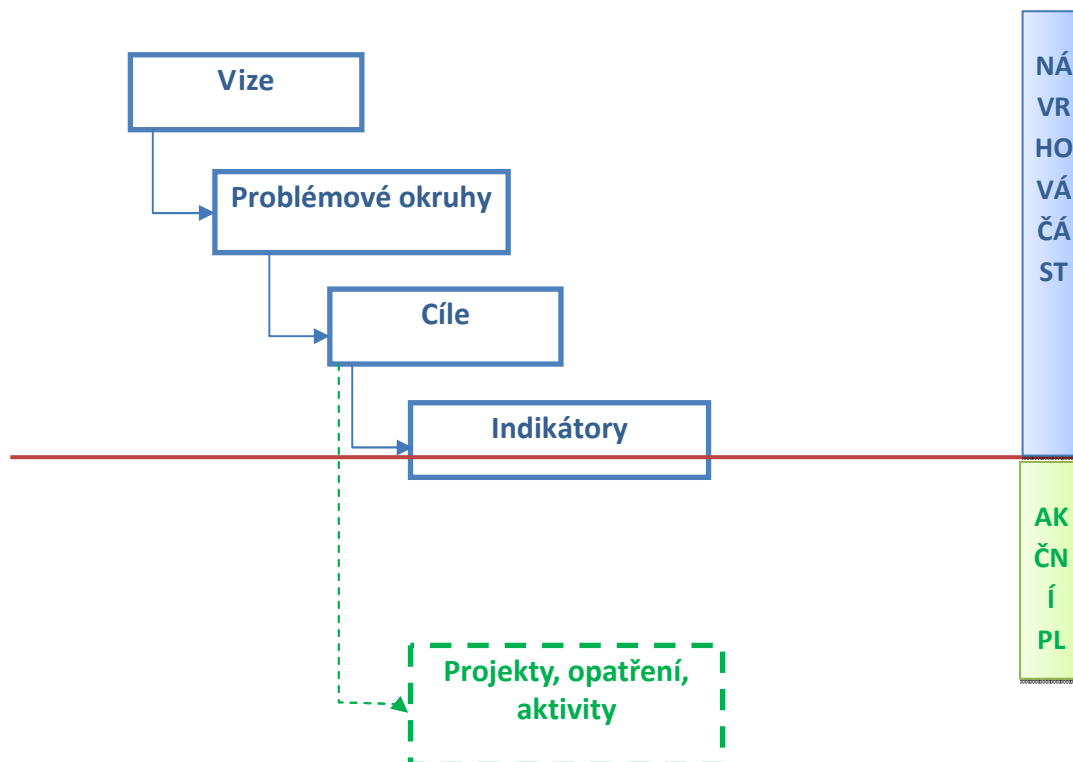 Vize
Problémové okruhy
Cíle
Indikátory
Projekty, opatření,
aktivity
NÁ
VR
HO
VÁ
ČÁ
ST
AK
ČN
Í
PL